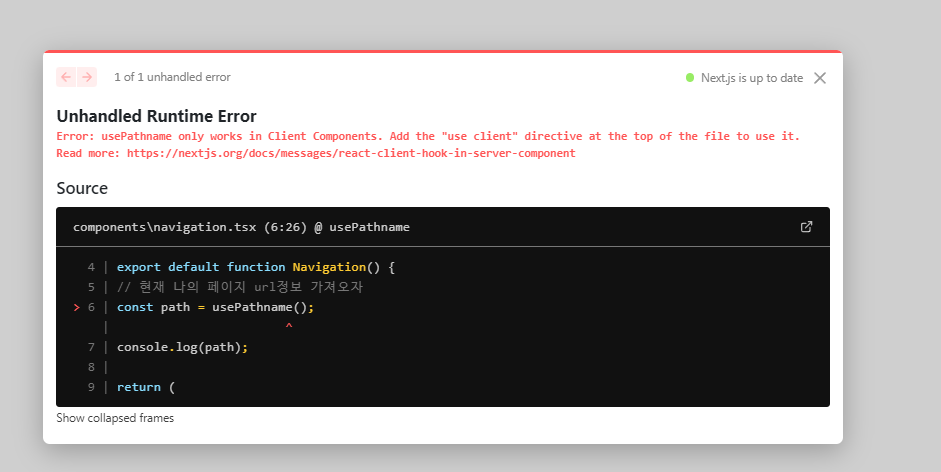 1 of 1 unhandled error
Next.js is up to date
Unhandled Runtime Error
Error: usePathname only works in Client Components. Add the "use client" directive at the top of the file to use it.
Read more: https://nextjs.org/docs/messages/react-client-hook-in-server-component
Source
components\navigation.tsx (6:26) @ usePathname
4 | export default function Navigation() {
5 | // 현재 나의 페이지 url정보 가져오자
> 6 | const path = usePathname();
| ^
7 | console.log(path);
8 |
9 | return (
Show collapsed frames